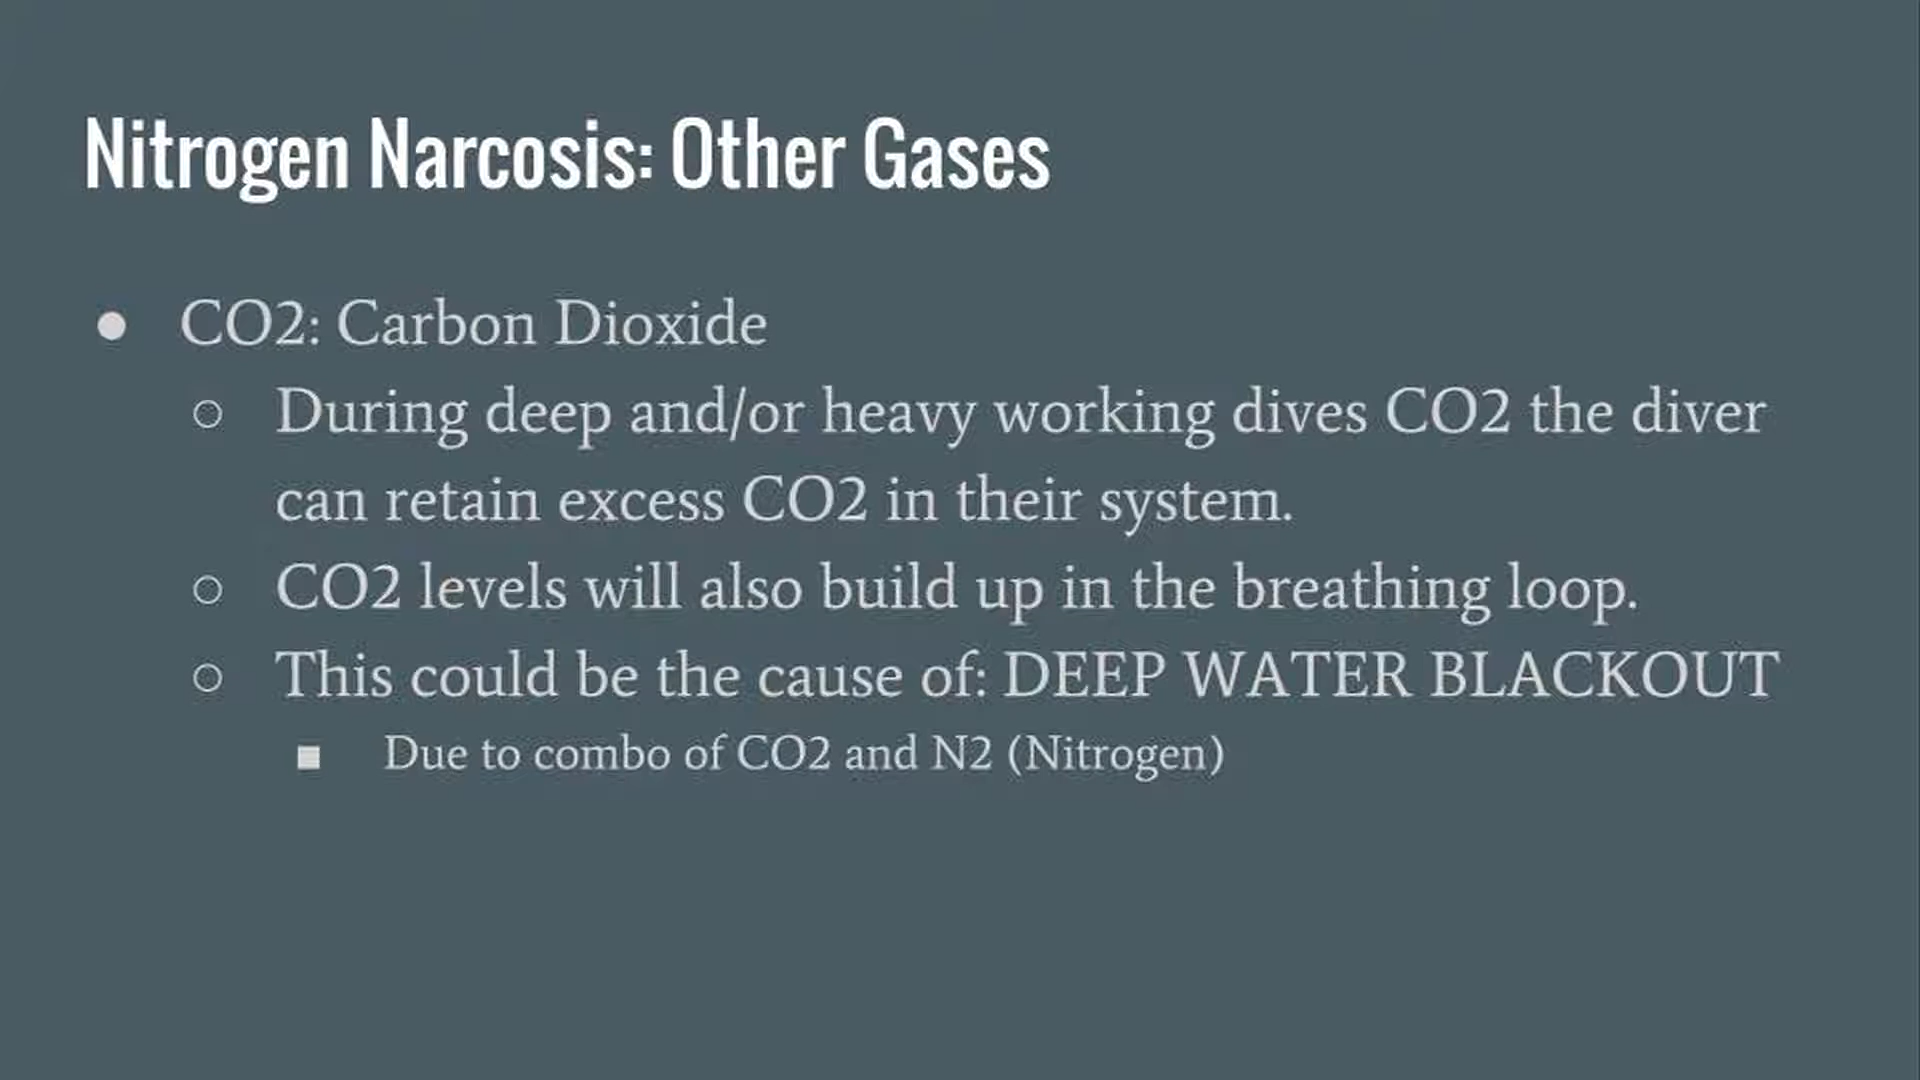 Nitrogen Narcosis: Other Gases
● CO2: Carbon Dioxide
○ During deep and/or heavy working dives CO2 the diver
can retain excess CO2 in their system.
○ CO2 levels will also build up in the breathing loop.
○ This could be the cause of: DEEP WATER BLACKOUT
■ Due to combo of CO2 and N2 (Nitrogen)